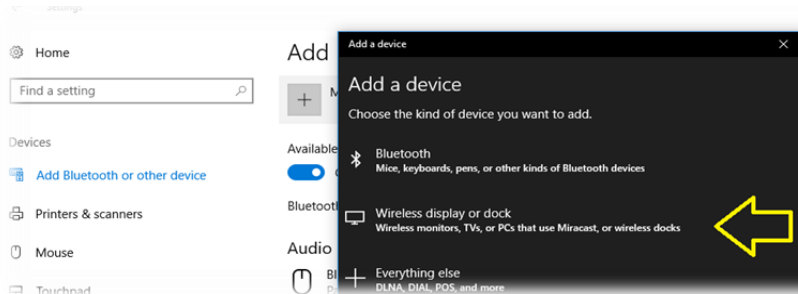 Settings
Home
Find a setting
Devices
Add Bluetooth or other device
Printers & scanners
Mouse
Touchpad
Add
Available
Bluetoot
Audio
Add a device
Add a device
Choose the kind of device you want to add.
Bluetooth
Mice, keyboards, pens, or other kinds of Bluetooth devices
Wireless display or dock
Wireless monitors, TVs, or PCs that use Miracast, or wireless docks
Everything else
DLNA, DIAL, POS, and more